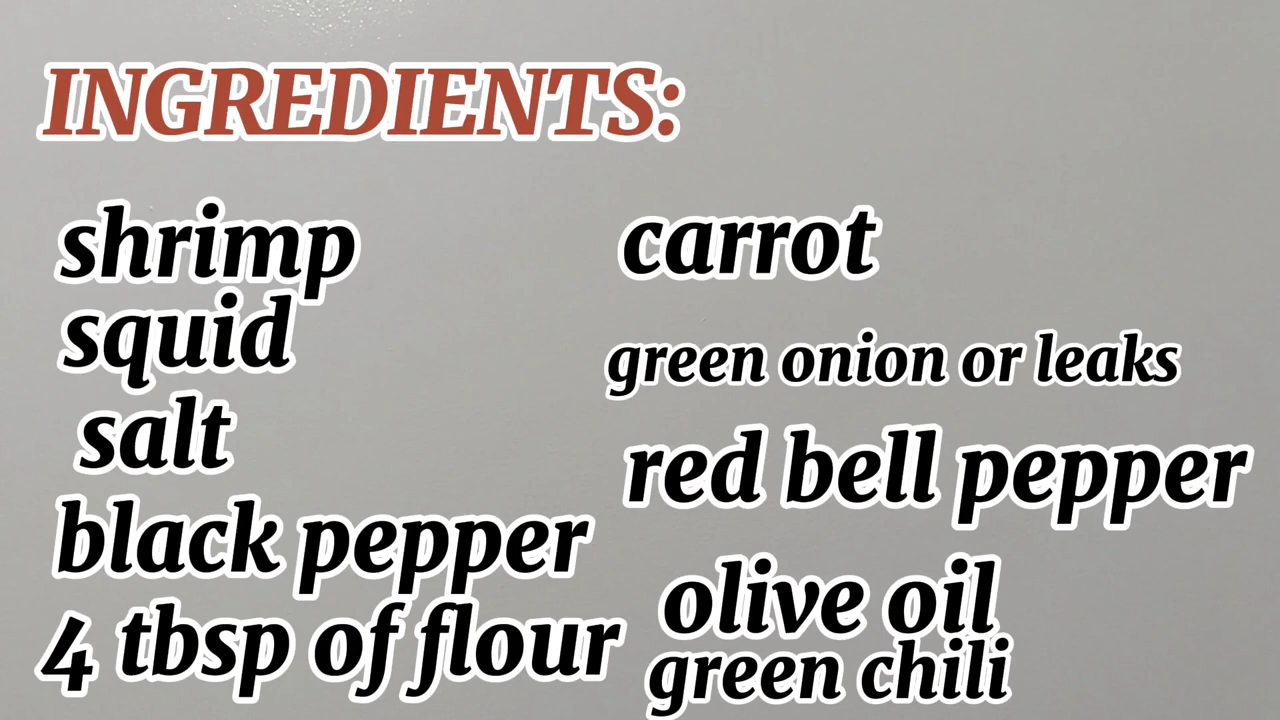 INGREDIENTS:
shrimp
squid
salt
black pepper
4 tbsp of flour
carrot
green onion or leaks
red bell pepper
olive oil
green chili